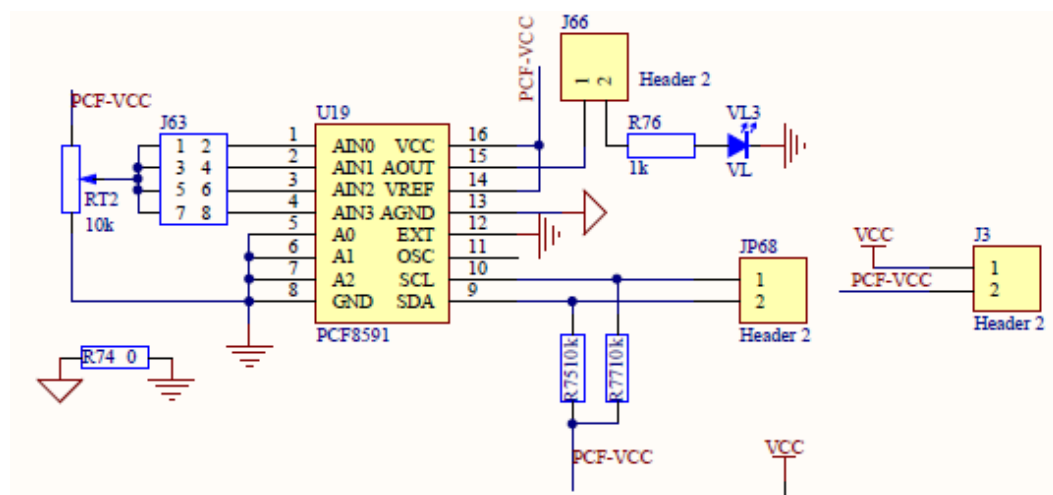 J66
PCF-VCC
1
2
Header 2
PCF-VCC
J63
U19
R76
VL3
1k
VL
1 2
3 4
5 6
7 8
RT2
10k
1 AIN0 VCC 16
2 AIN1 AOUT 15
3 AIN2 VREF 14
4 AIN3 AGND 13
5 A0 EXT 12
6 A1 OSC 11
7 A2 SCL 10
8 GND SDA 9
PCF8591
JP68
1
2
Header 2
VCC
PCF-VCC
J3
1
2
Header 2
R74 0
R7510k
R7710k
PCF-VCC
VCC